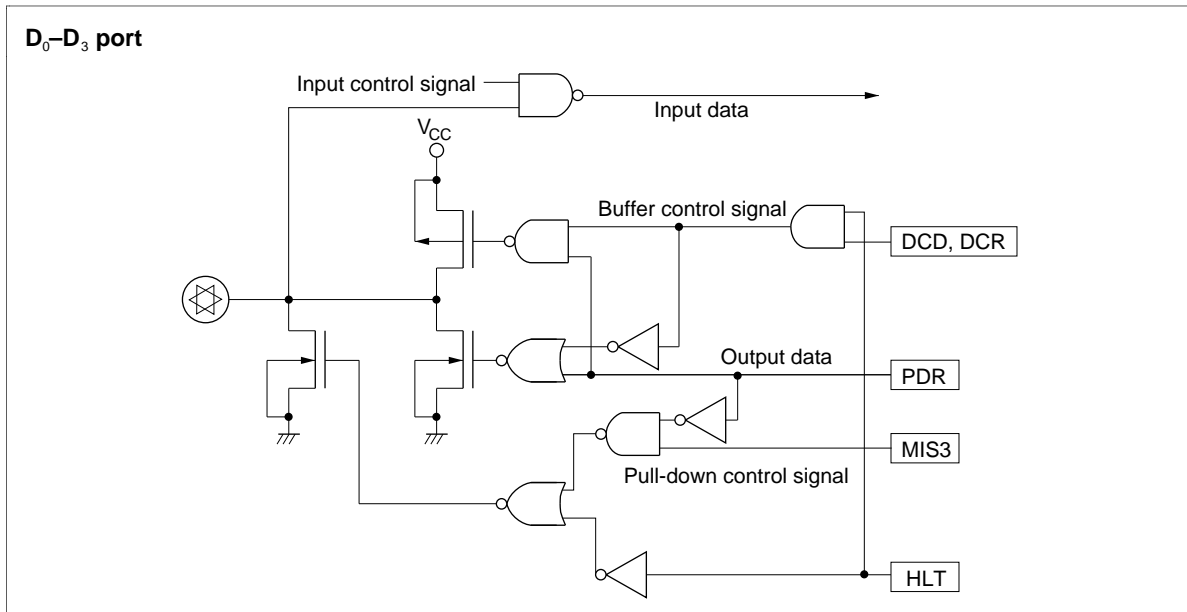 D₀–D₃ port
Input control signal
Input data
V_CC
Buffer control signal
DCD, DCR
Output data
PDR
MIS3
Pull-down control signal
HLT